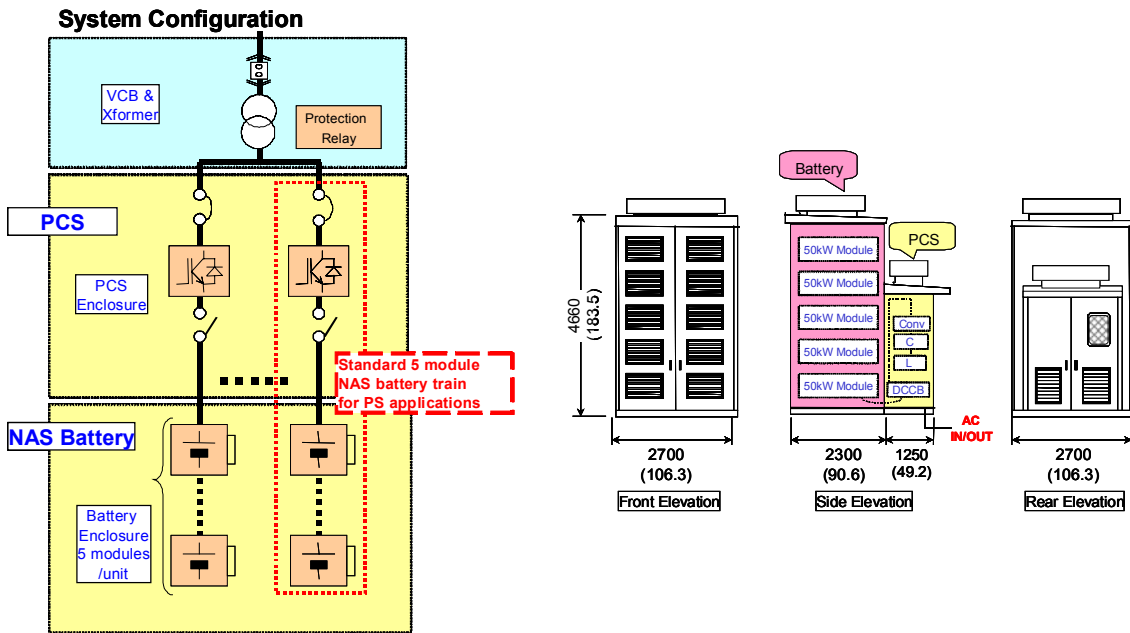 System Configuration
VCB &
Xformer
Protection
Relay
PCS
PCS
Enclosure
Standard 5 module
NAS battery train
for PS applications
NAS Battery
Battery
Enclosure
5 modules
/unit
4660
(183.5)
2700
(106.3)
Front Elevation
Battery
PCS
50kW Module
50kW Module
50kW Module
50kW Module
50kW Module
Conv
C
L
DCCB
AC
IN/OUT
2300
(90.6)
1250
(49.2)
Side Elevation
2700
(106.3)
Rear Elevation